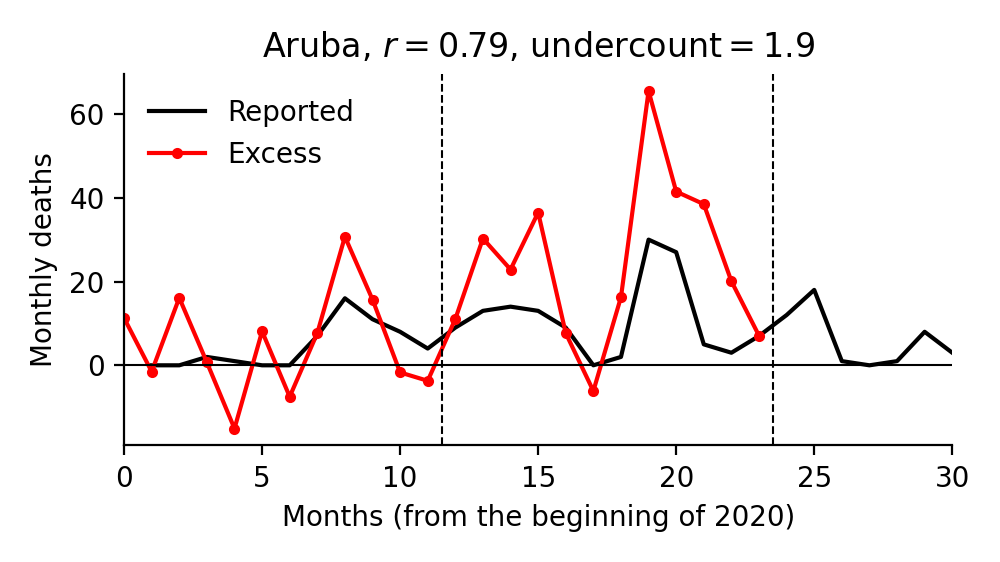 Aruba, r = 0.79, undercount = 1.9
Reported
Excess
Monthly deaths
60
40
20
0
0 5 10 15 20 25 30
Months (from the beginning of 2020)